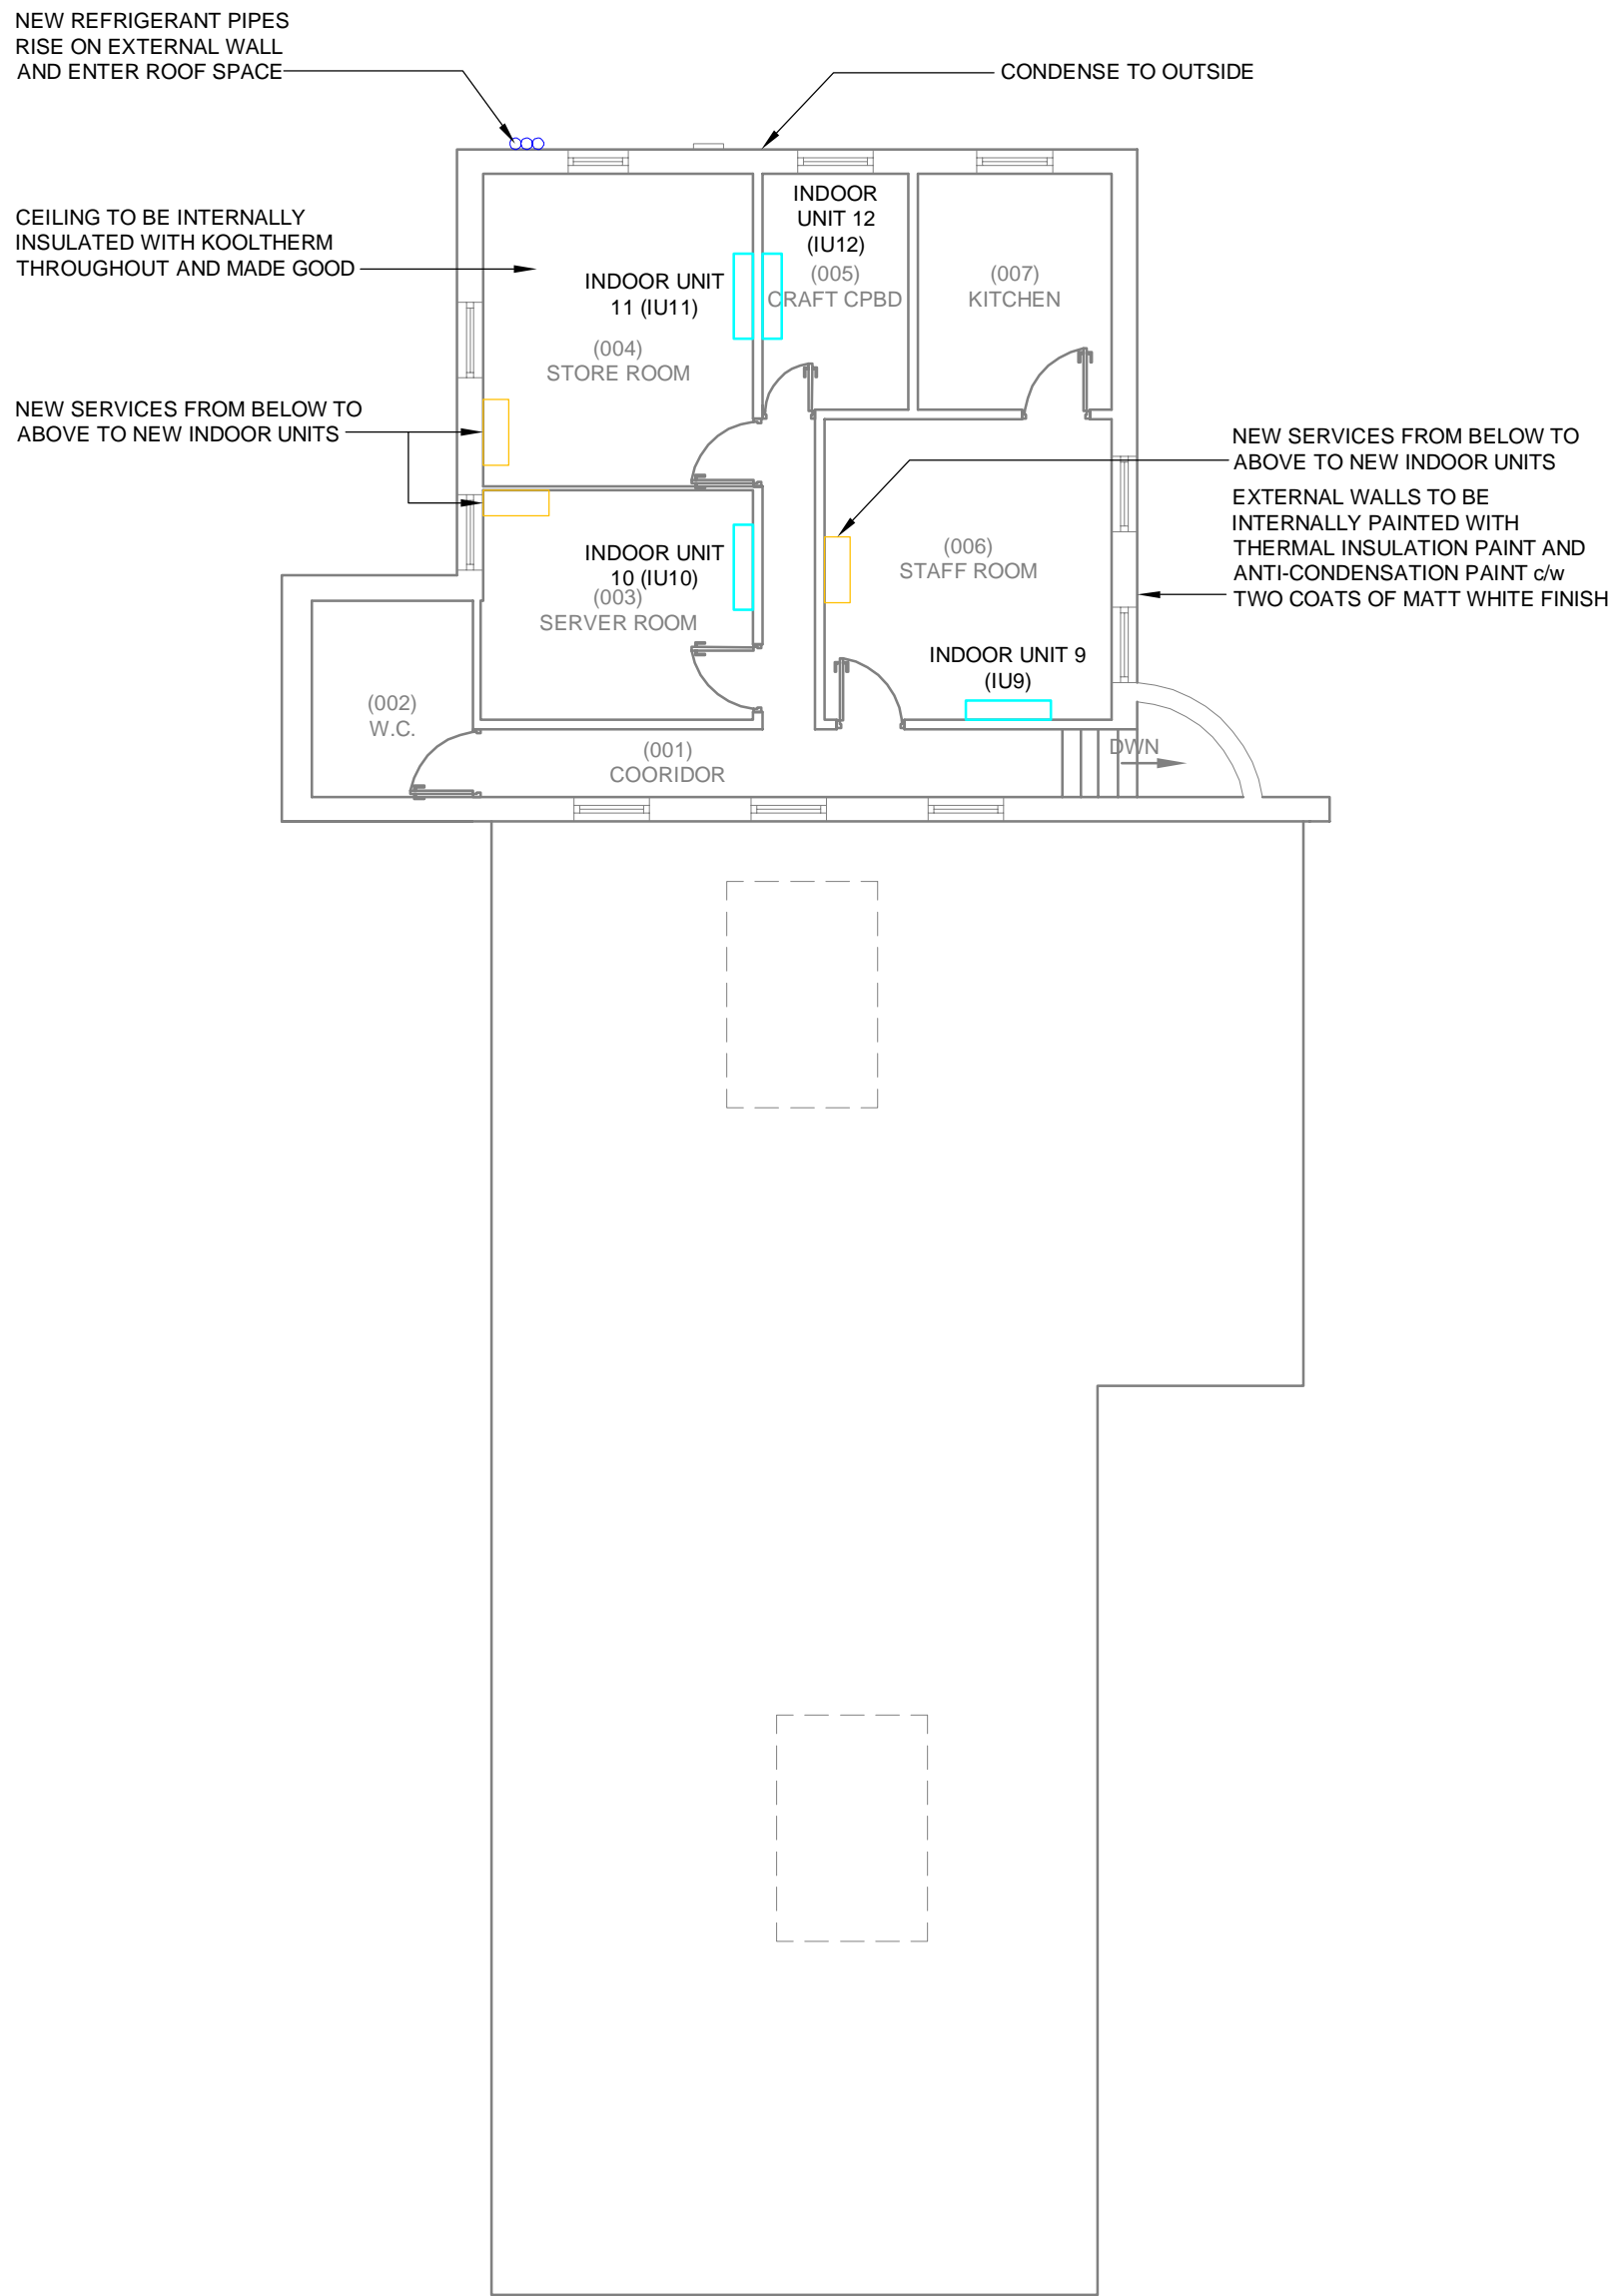 NEW REFRIGERANT PIPES
RISE ON EXTERNAL WALL
AND ENTER ROOF SPACE
CONDENSE TO OUTSIDE
CEILING TO BE INTERNALLY
INSULATED WITH KOOLTHERM
THROUGHOUT AND MADE GOOD
INDOOR UNIT
11 (IU11)
(004)
STORE ROOM
INDOOR
UNIT 12
(IU12)
(005)
CRAFT CPBD
(007)
KITCHEN
NEW SERVICES FROM BELOW TO
ABOVE TO NEW INDOOR UNITS
NEW SERVICES FROM BELOW TO
ABOVE TO NEW INDOOR UNITS
EXTERNAL WALLS TO BE
INTERNALLY PAINTED WITH
THERMAL INSULATION PAINT AND
ANTI-CONDENSATION PAINT c/w
TWO COATS OF MATT WHITE FINISH
INDOOR UNIT
10 (IU10)
(003)
SERVER ROOM
(006)
STAFF ROOM
INDOOR UNIT 9
(IU9)
(002)
W.C.
(001)
COORIDOR
DWN